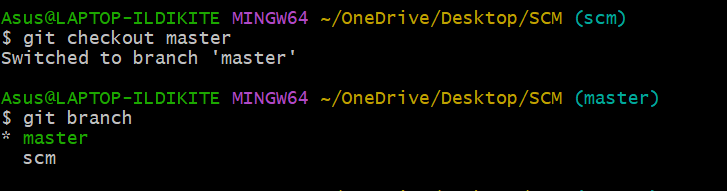 Asus@LAPTOP-ILDIKITE MINGW64 ~/OneDrive/Desktop/SCM (scm)
$ git checkout master
Switched to branch 'master'
Asus@LAPTOP-ILDIKITE MINGW64 ~/OneDrive/Desktop/SCM (master)
$ git branch
* master
scm